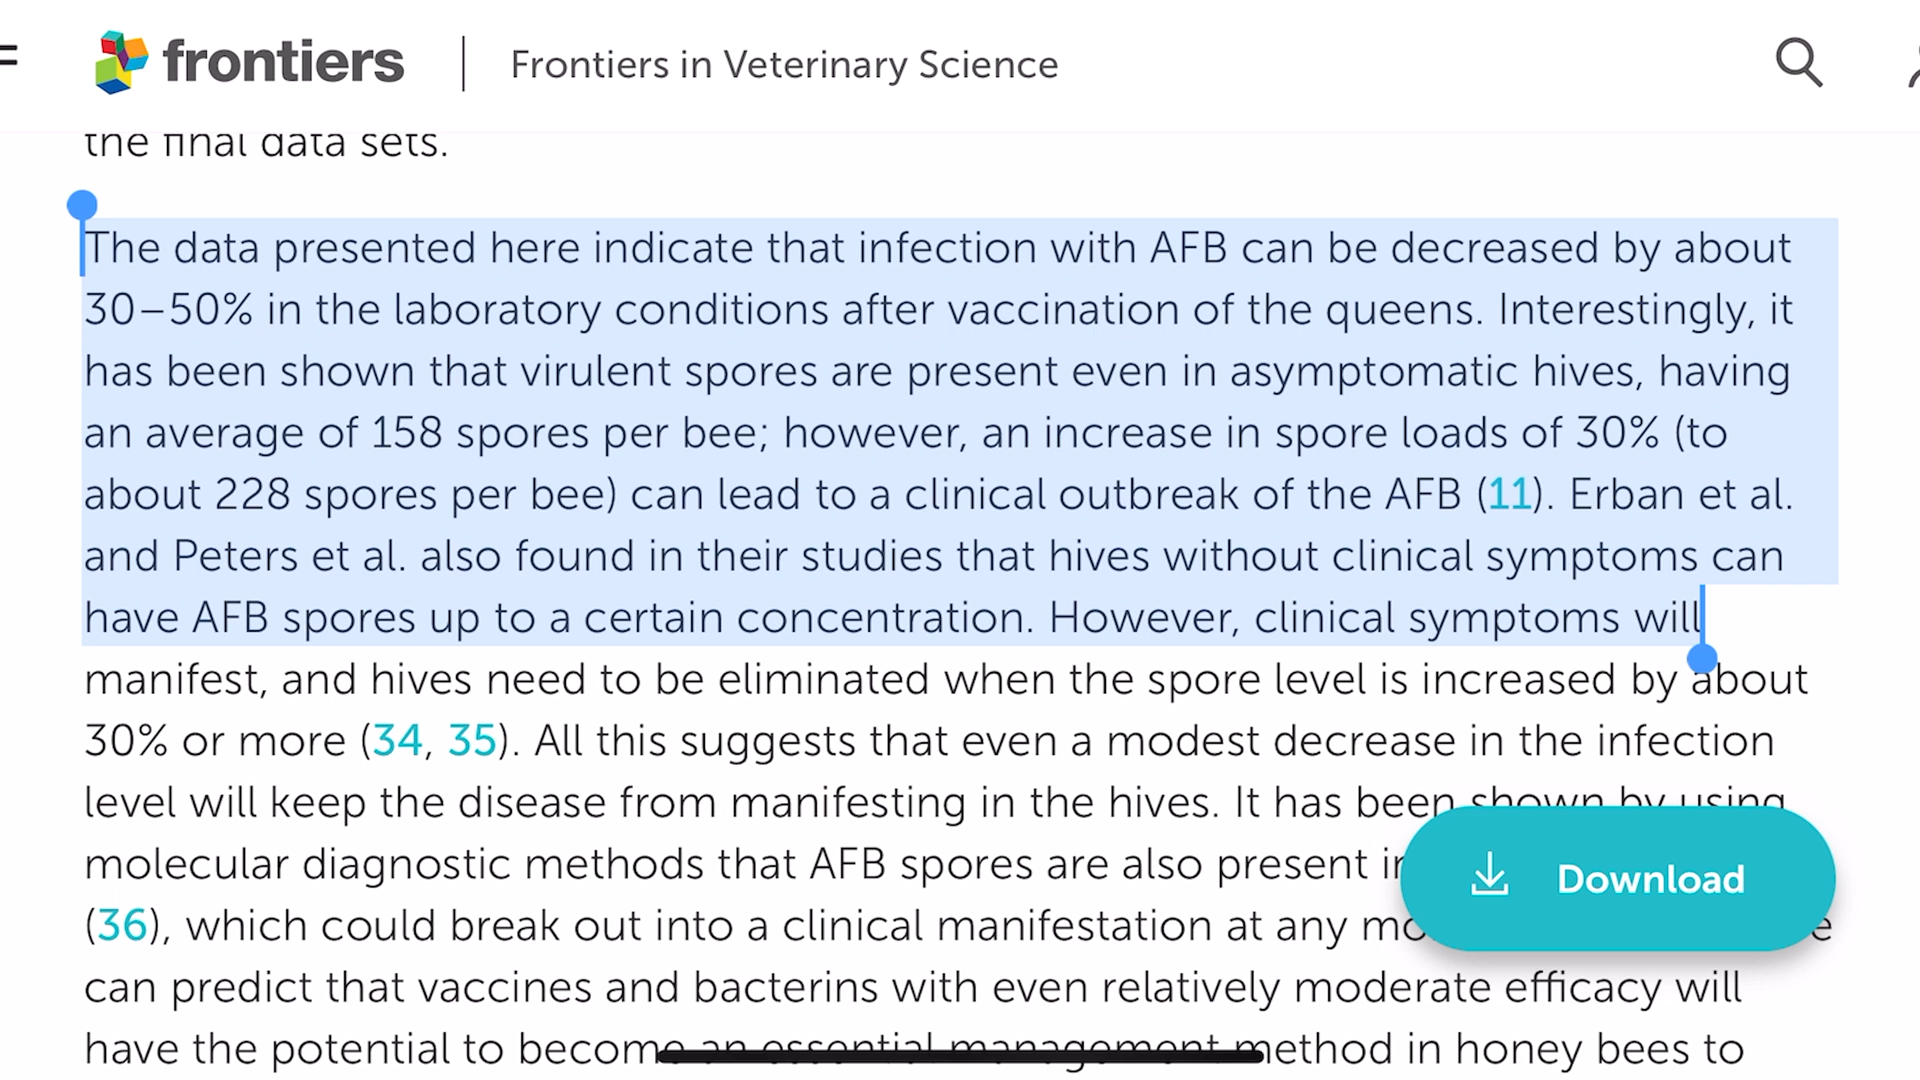 frontiers
Frontiers in Veterinary Science
the final data sets.
The data presented here indicate that infection with AFB can be decreased by about
30–50% in the laboratory conditions after vaccination of the queens. Interestingly, it
has been shown that virulent spores are present even in asymptomatic hives, having
an average of 158 spores per bee; however, an increase in spore loads of 30% (to
about 228 spores per bee) can lead to a clinical outbreak of the AFB (11). Erban et al.
and Peters et al. also found in their studies that hives without clinical symptoms can
have AFB spores up to a certain concentration. However, clinical symptoms will
manifest, and hives need to be eliminated when the spore level is increased by about
30% or more (34, 35). All this suggests that even a modest decrease in the infection
level will keep the disease from manifesting in the hives. It has been shown by using
molecular diagnostic methods that AFB spores are also present
(36), which could break out into a clinical manifestation at any
Download
can predict that vaccines and bacterins with even relatively moderate efficacy will
have the potential to become an essential management method in honey bees to